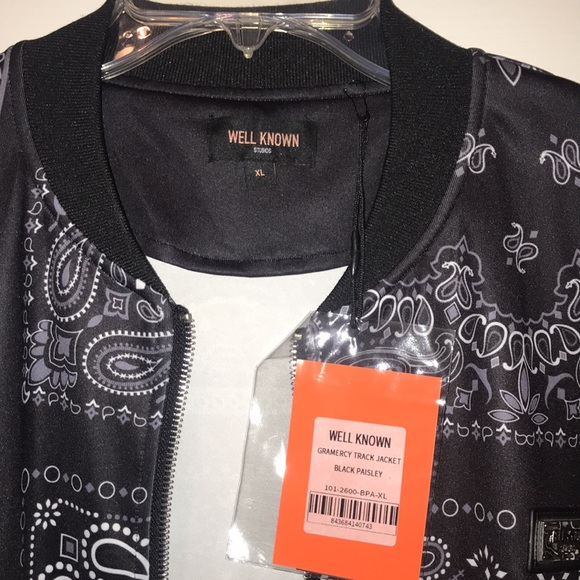 WELL KNOWN
STUDIOS
XL
WELL KNOWN
GRAMERCY TRACK JACKET
BLACK PAISLEY
101-2600-BPA-XL
843684140743